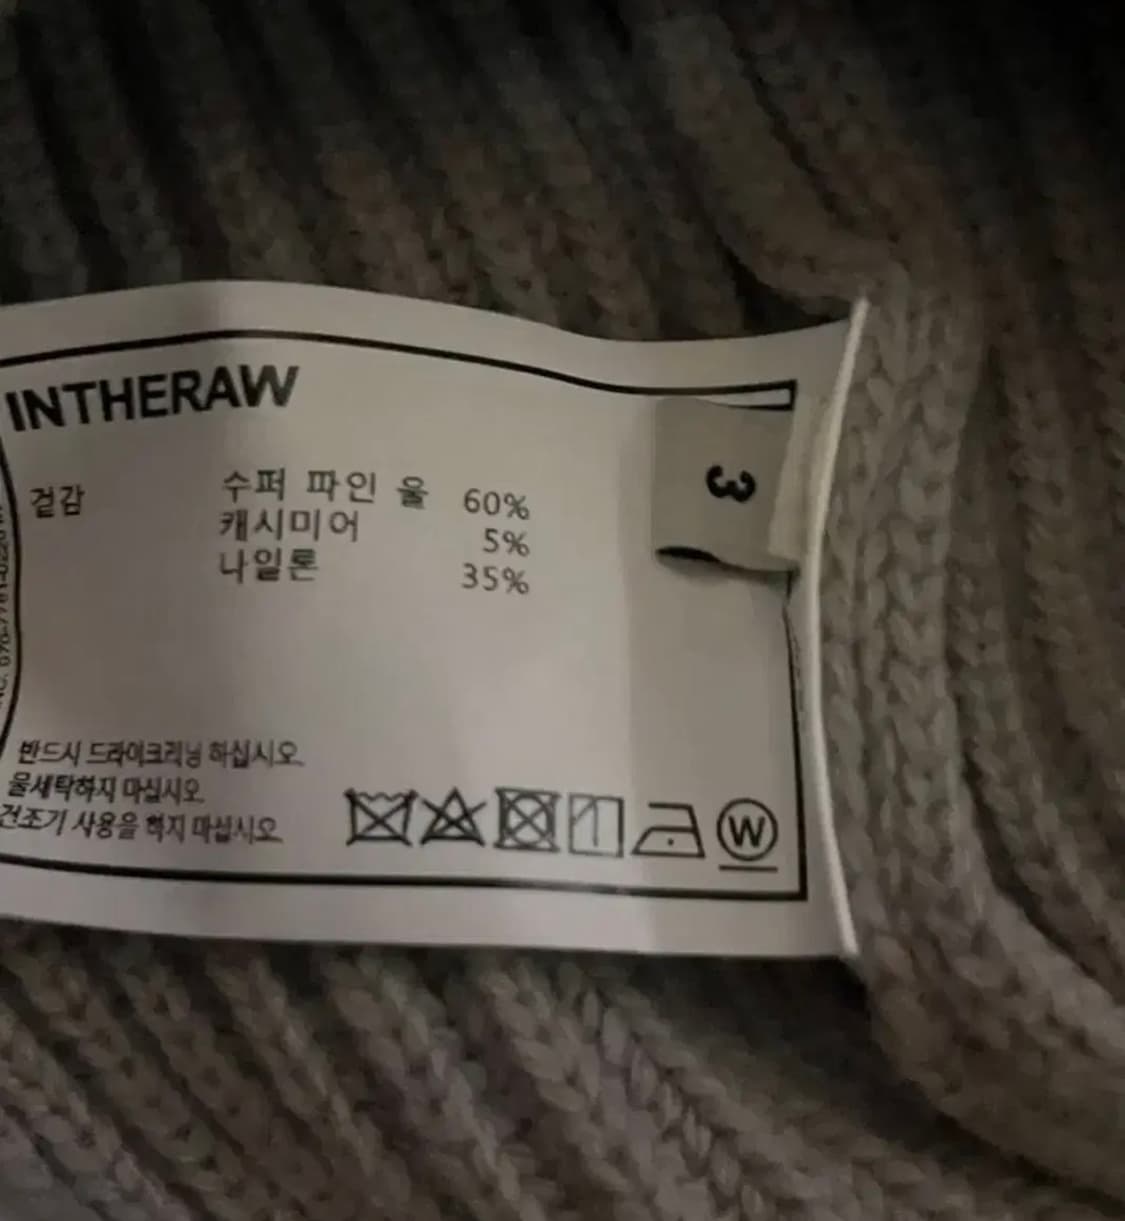 INTHERAW
3
겉감 수퍼 파인 울 60%
캐시미어 5%
나일론 35%
반드시 드라이크리닝 하십시오.
물세탁하지 마십시오.
건조기 사용을 하지 마십시오.
W